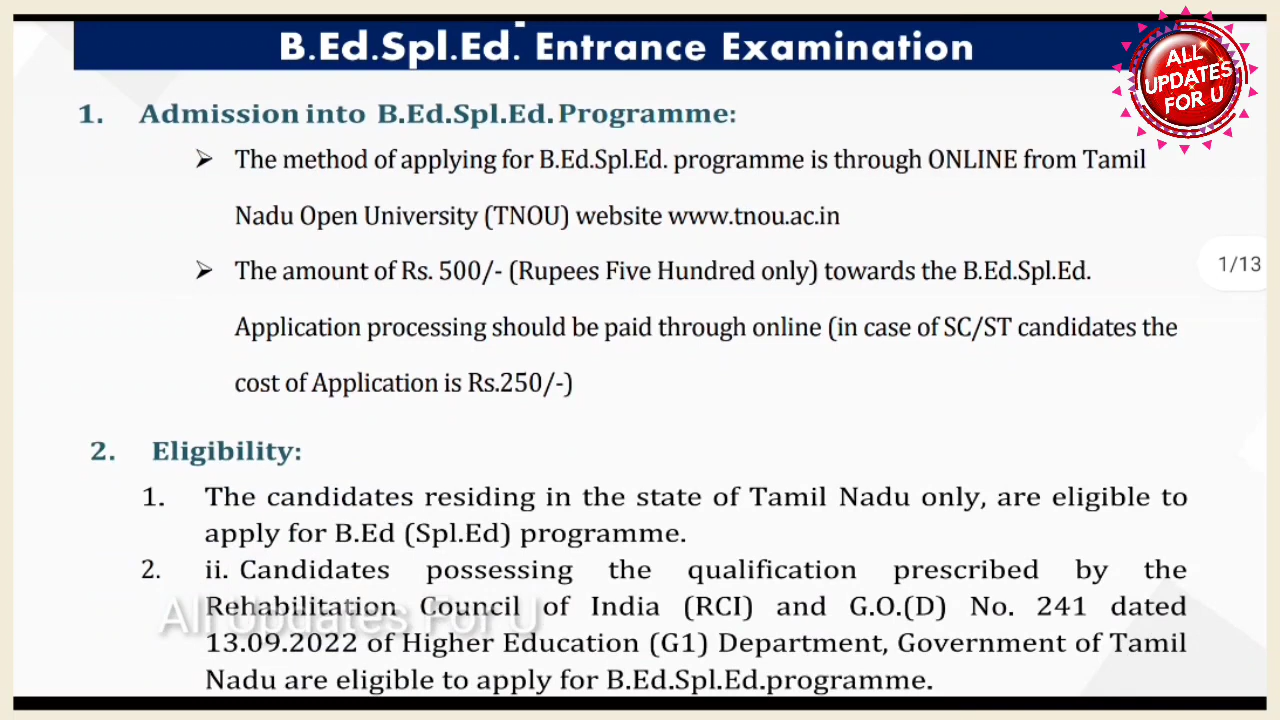 B.Ed.Spl.Ed. Entrance Examination
ALL
UPDATES
FOR U
1. Admission into B.Ed.Spl.Ed. Programme:
➢ The method of applying for B.Ed.Spl.Ed. programme is through ONLINE from Tamil
Nadu Open University (TNOU) website www.tnou.ac.in
1/13
➢ The amount of Rs. 500/- (Rupees Five Hundred only) towards the B.Ed.Spl.Ed.
Application processing should be paid through online (in case of SC/ST candidates the
cost of Application is Rs.250/-)
2. Eligibility:
1. The candidates residing in the state of Tamil Nadu only, are eligible to
apply for B.Ed (Spl.Ed) programme.
2. ii. Candidates possessing the qualification prescribed by the
Rehabilitation Council of India (RCI) and G.O.(D) No. 241 dated
All Updates For U
13.09.2022 of Higher Education (G1) Department, Government of Tamil
Nadu are eligible to apply for B.Ed.Spl.Ed.programme.